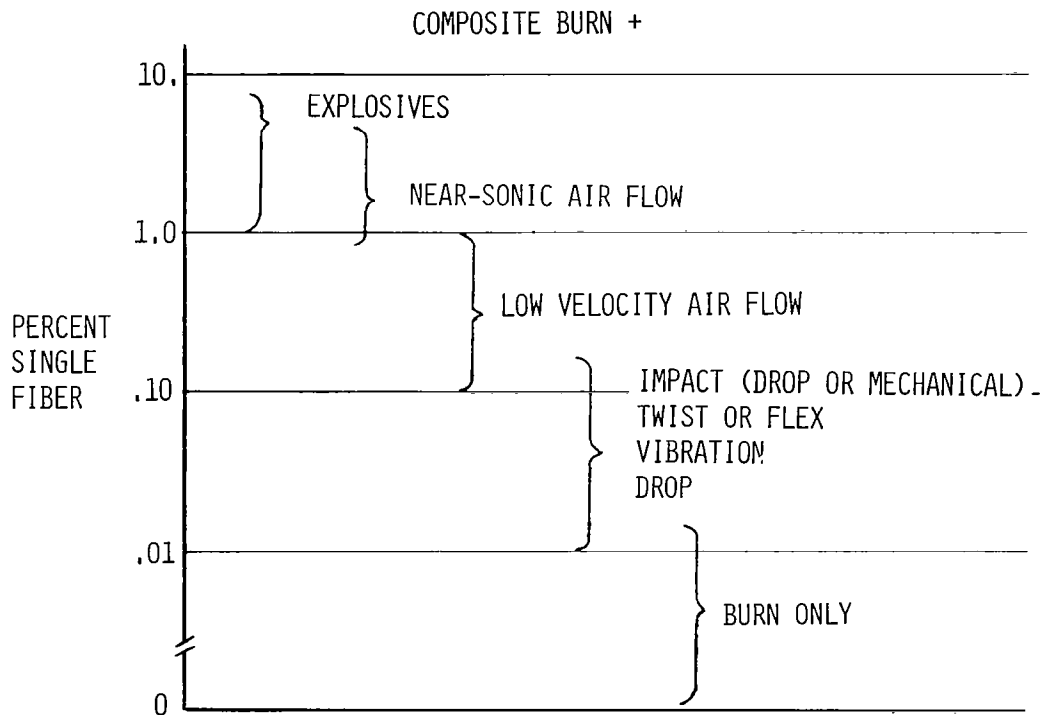 COMPOSITE BURN +
10.
EXPLOSIVES
NEAR-SONIC AIR FLOW
1.0
LOW VELOCITY AIR FLOW
PERCENT
SINGLE
FIBER
.10
IMPACT (DROP OR MECHANICAL)
TWIST OR FLEX
VIBRATION
DROP
.01
BURN ONLY
0